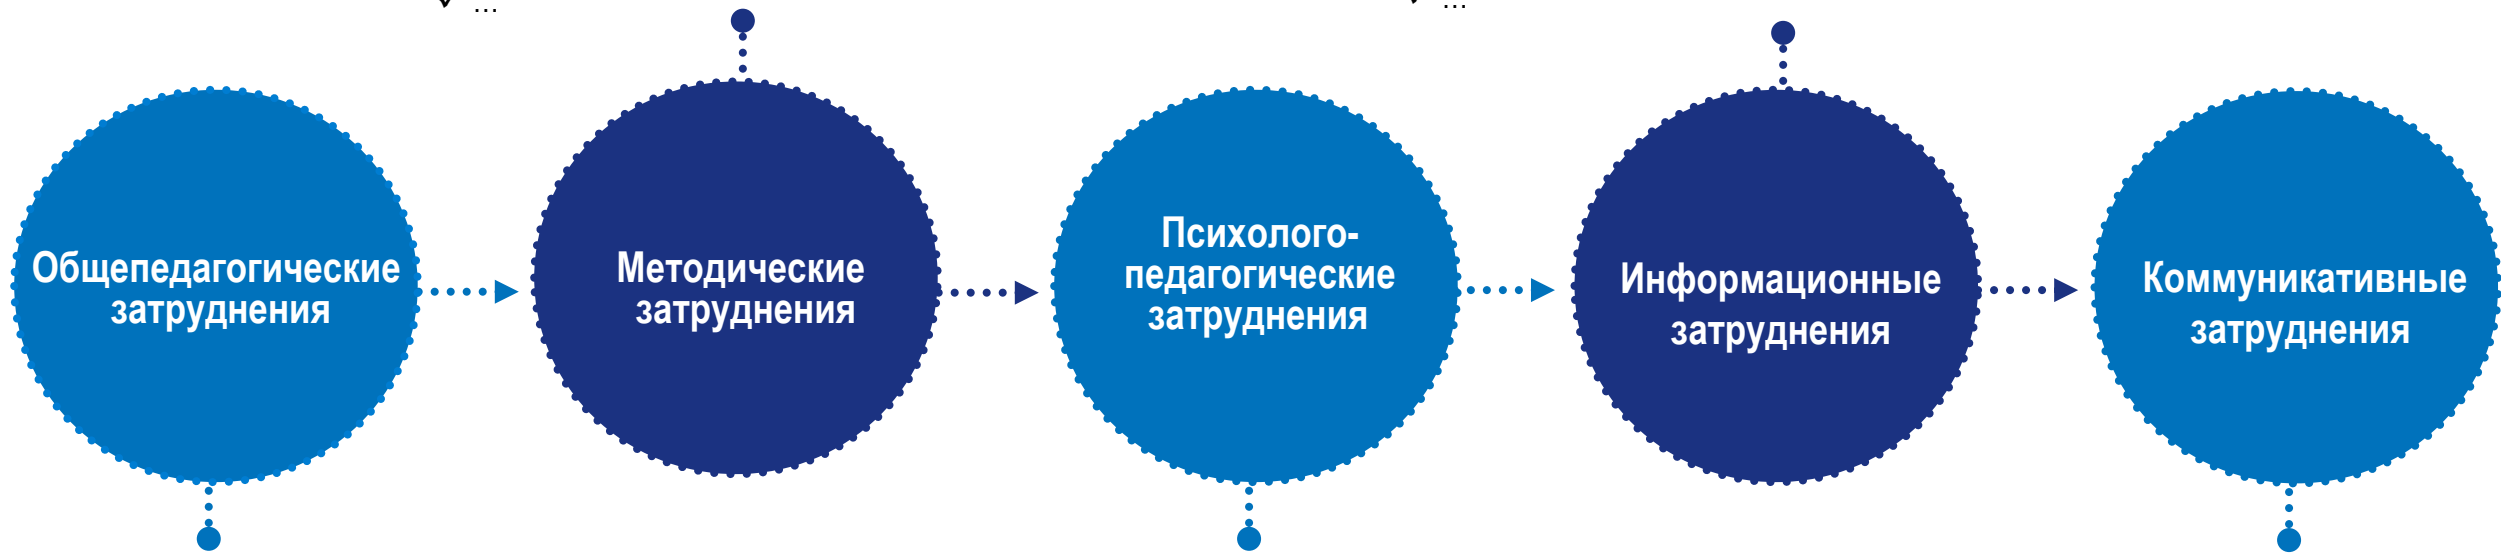 ...
...
Общепедагогические
затруднения
Методические
затруднения
Психолого-
педагогические
затруднения
Информационные
затруднения
Коммуникативные
затруднения